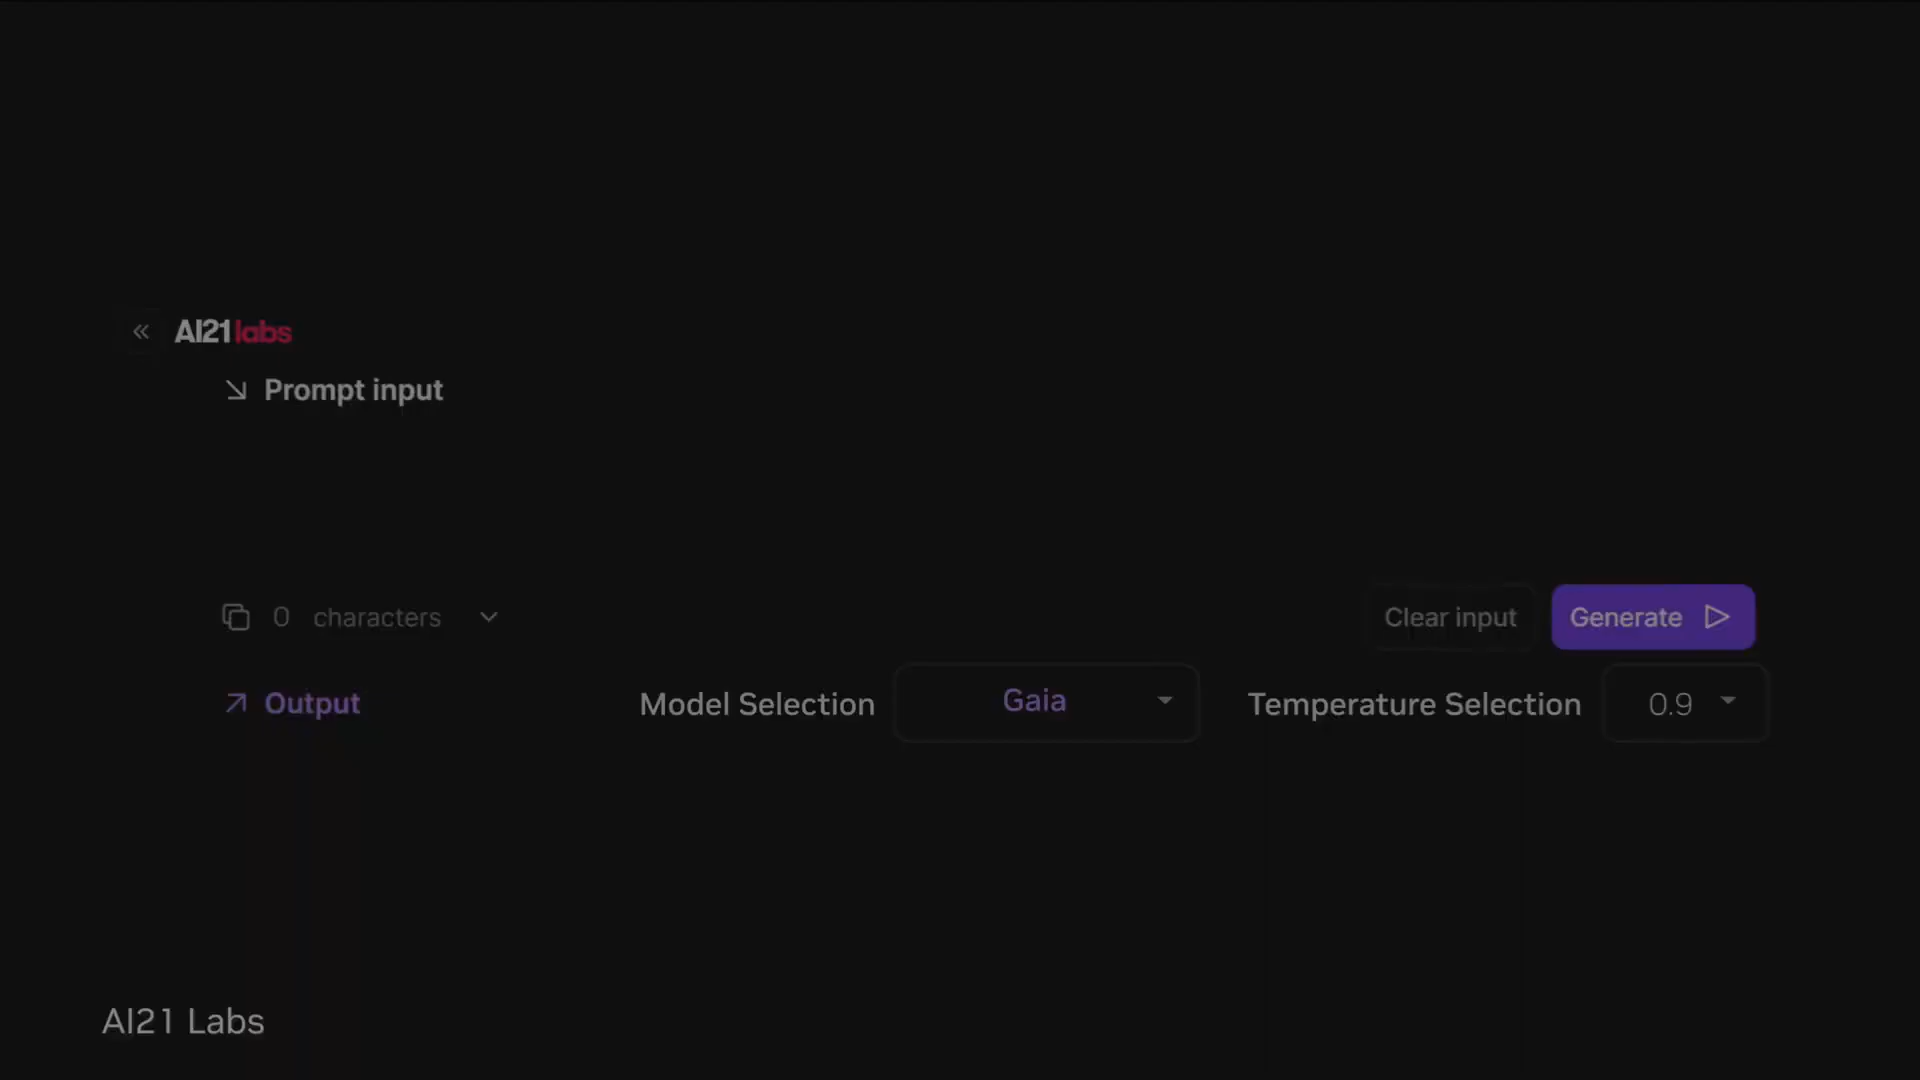 « AI21labs
Prompt input
0 characters
Clear input
Generate
Output
Model Selection
Gaia
Temperature Selection
0.9
AI21 Labs